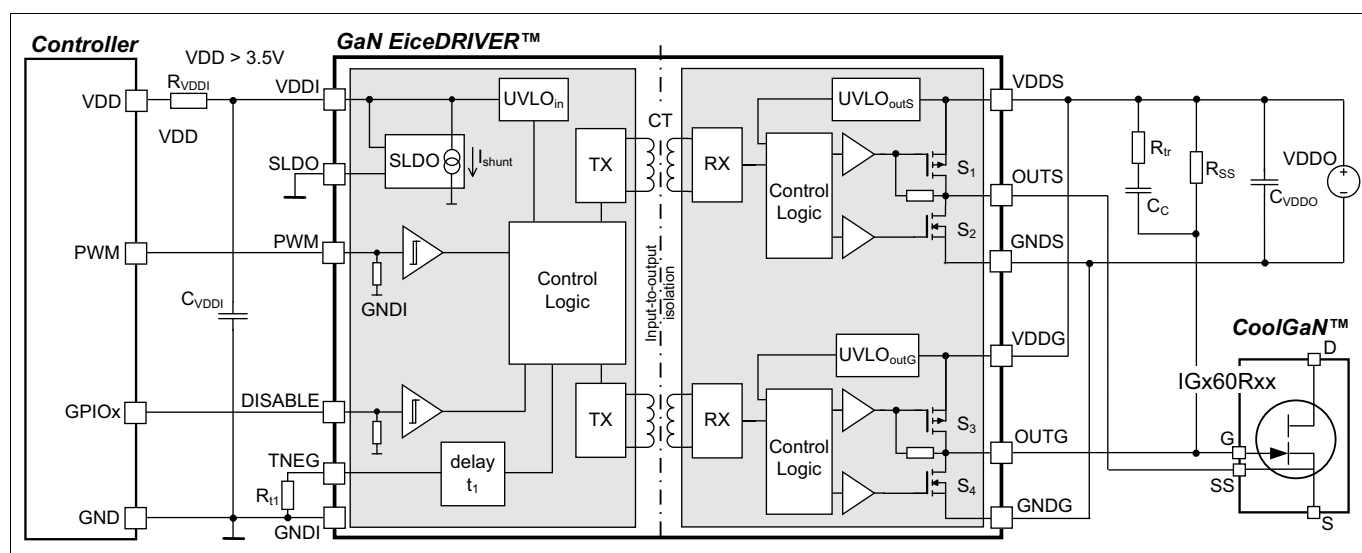 Controller
GaN EiceDRIVER™
VDD > 3.5V
VDD
RVDDI
VDDI
VDD
SLDO
PWM
PWM
GNDI
CVDDI
GPIOx
DISABLE
TNEG
Rt1
GND
GNDI
UVLOin
SLDO
Ishunt
TX
Control
Logic
TX
delay
t1
CT
Input-to-output
isolation
RX
UVLOoutS
Control
Logic
S1
S2
RX
UVLOoutG
Control
Logic
S3
S4
VDDS
OUTS
GNDS
VDDG
OUTG
GNDG
Rtr
CC
RSS
CVDDO
VDDO
CoolGaN™
D
IGx60Rxx
G
SS
S